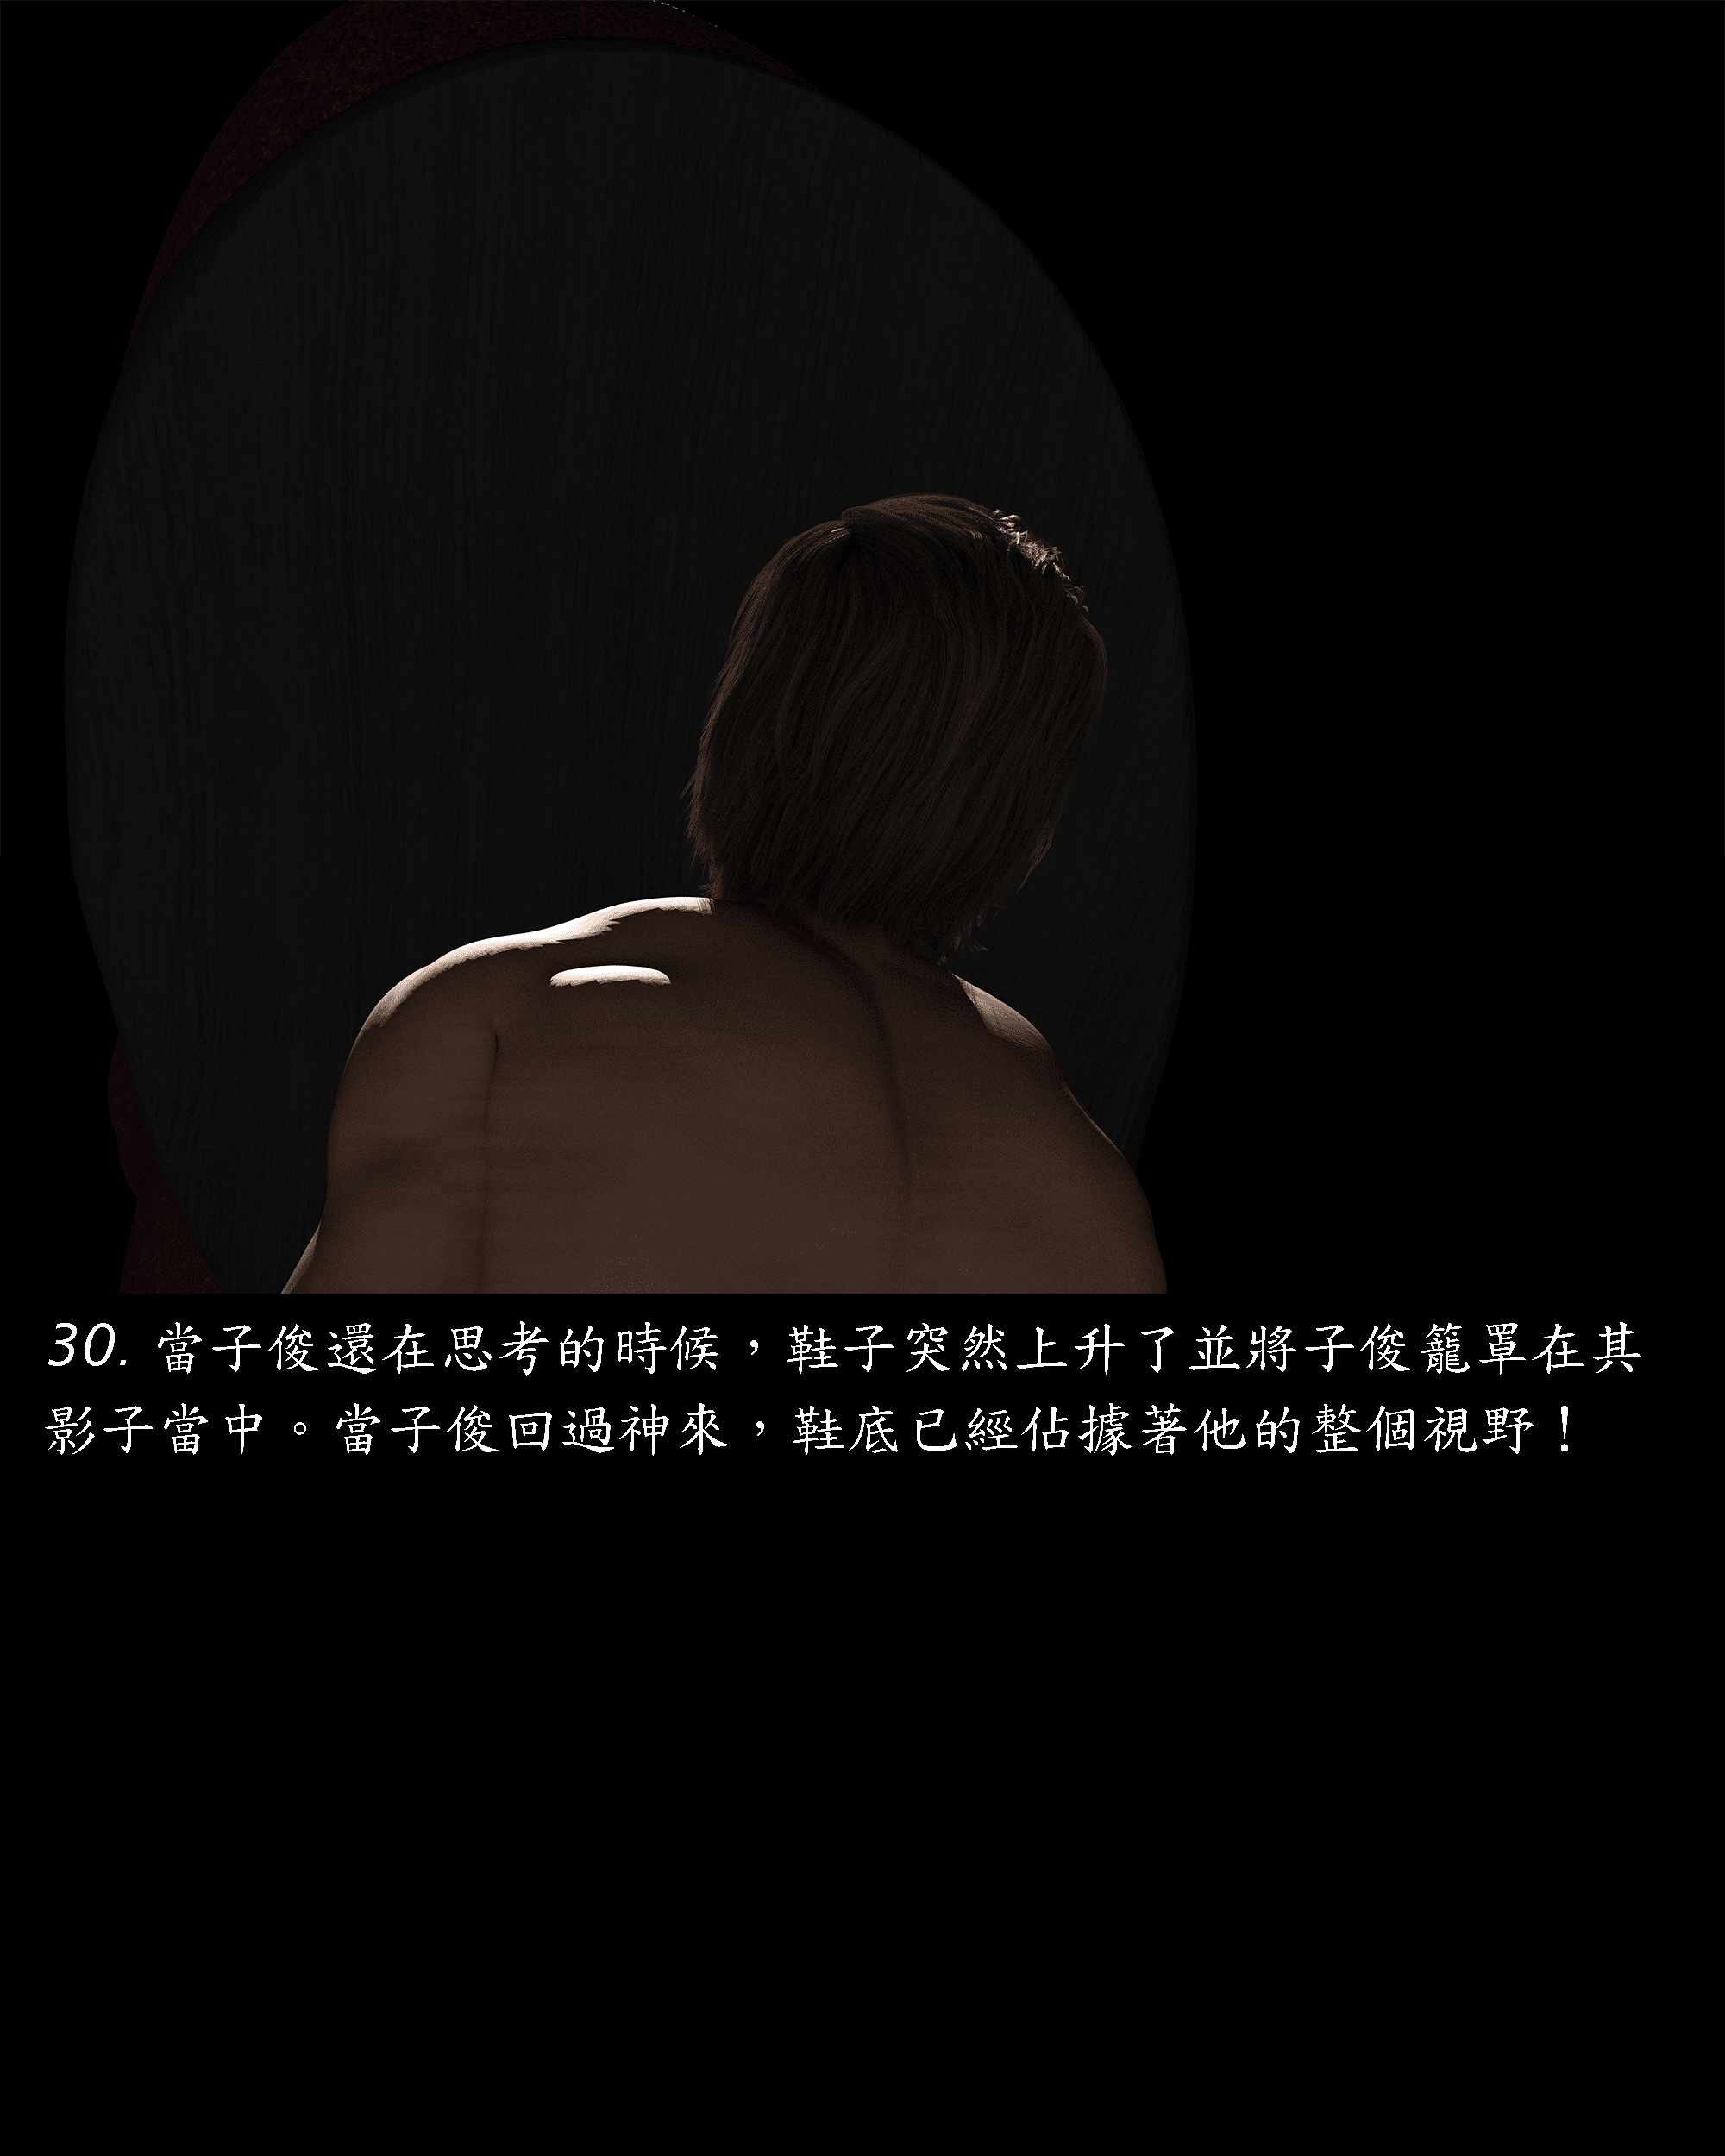 30. 當子俊還在思考的時候，鞋子突然上升了並將子俊籠罩在其
影子當中。當子俊回過神來，鞋底已經佔據著他的整個視野！